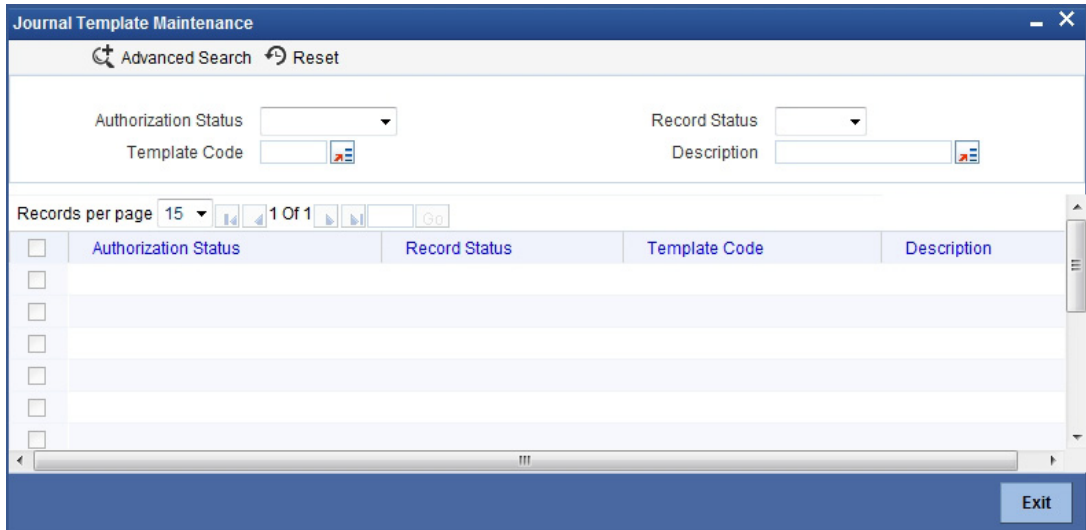 Journal Template Maintenance
Advanced Search Reset
Authorization Status Record Status
Template Code Description
Records per page 15 1 Of 1 Go
Authorization Status Record Status Template Code Description
Exit